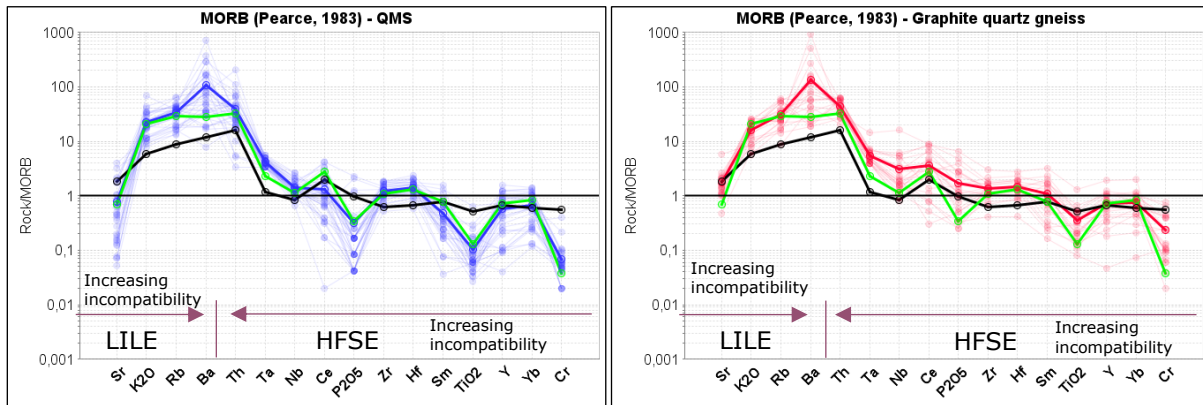 MORB (Pearce, 1983) - QMS
1000
100
10
1
0,1
0,01
0,001
Rock/MORB
Increasing
incompatibility
LILE
HFSE
Increasing
incompatibility
Sr K2O Rb Ba Th Ta Nb Ce P2O5 Zr Hf Sm TiO2 Y Yb Cr
MORB (Pearce, 1983) - Graphite quartz gneiss
1000
100
10
1
0,1
0,01
0,001
Rock/MORB
Increasing
incompatibility
LILE
HFSE
Increasing
incompatibility
Sr K2O Rb Ba Th Ta Nb Ce P2O5 Zr Hf Sm TiO2 Y Yb Cr